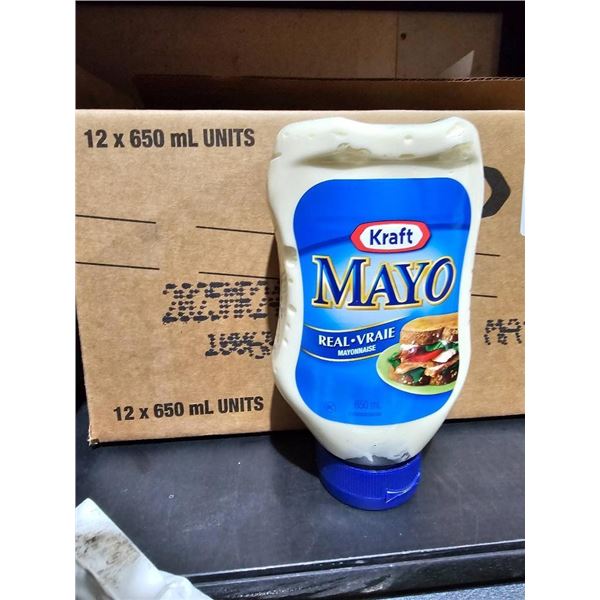 12 x 650 mL UNITS
Kraft
MAYO
REAL • VRAIE
MAYONNAISE
650 mL
12 x 650 mL UNITS